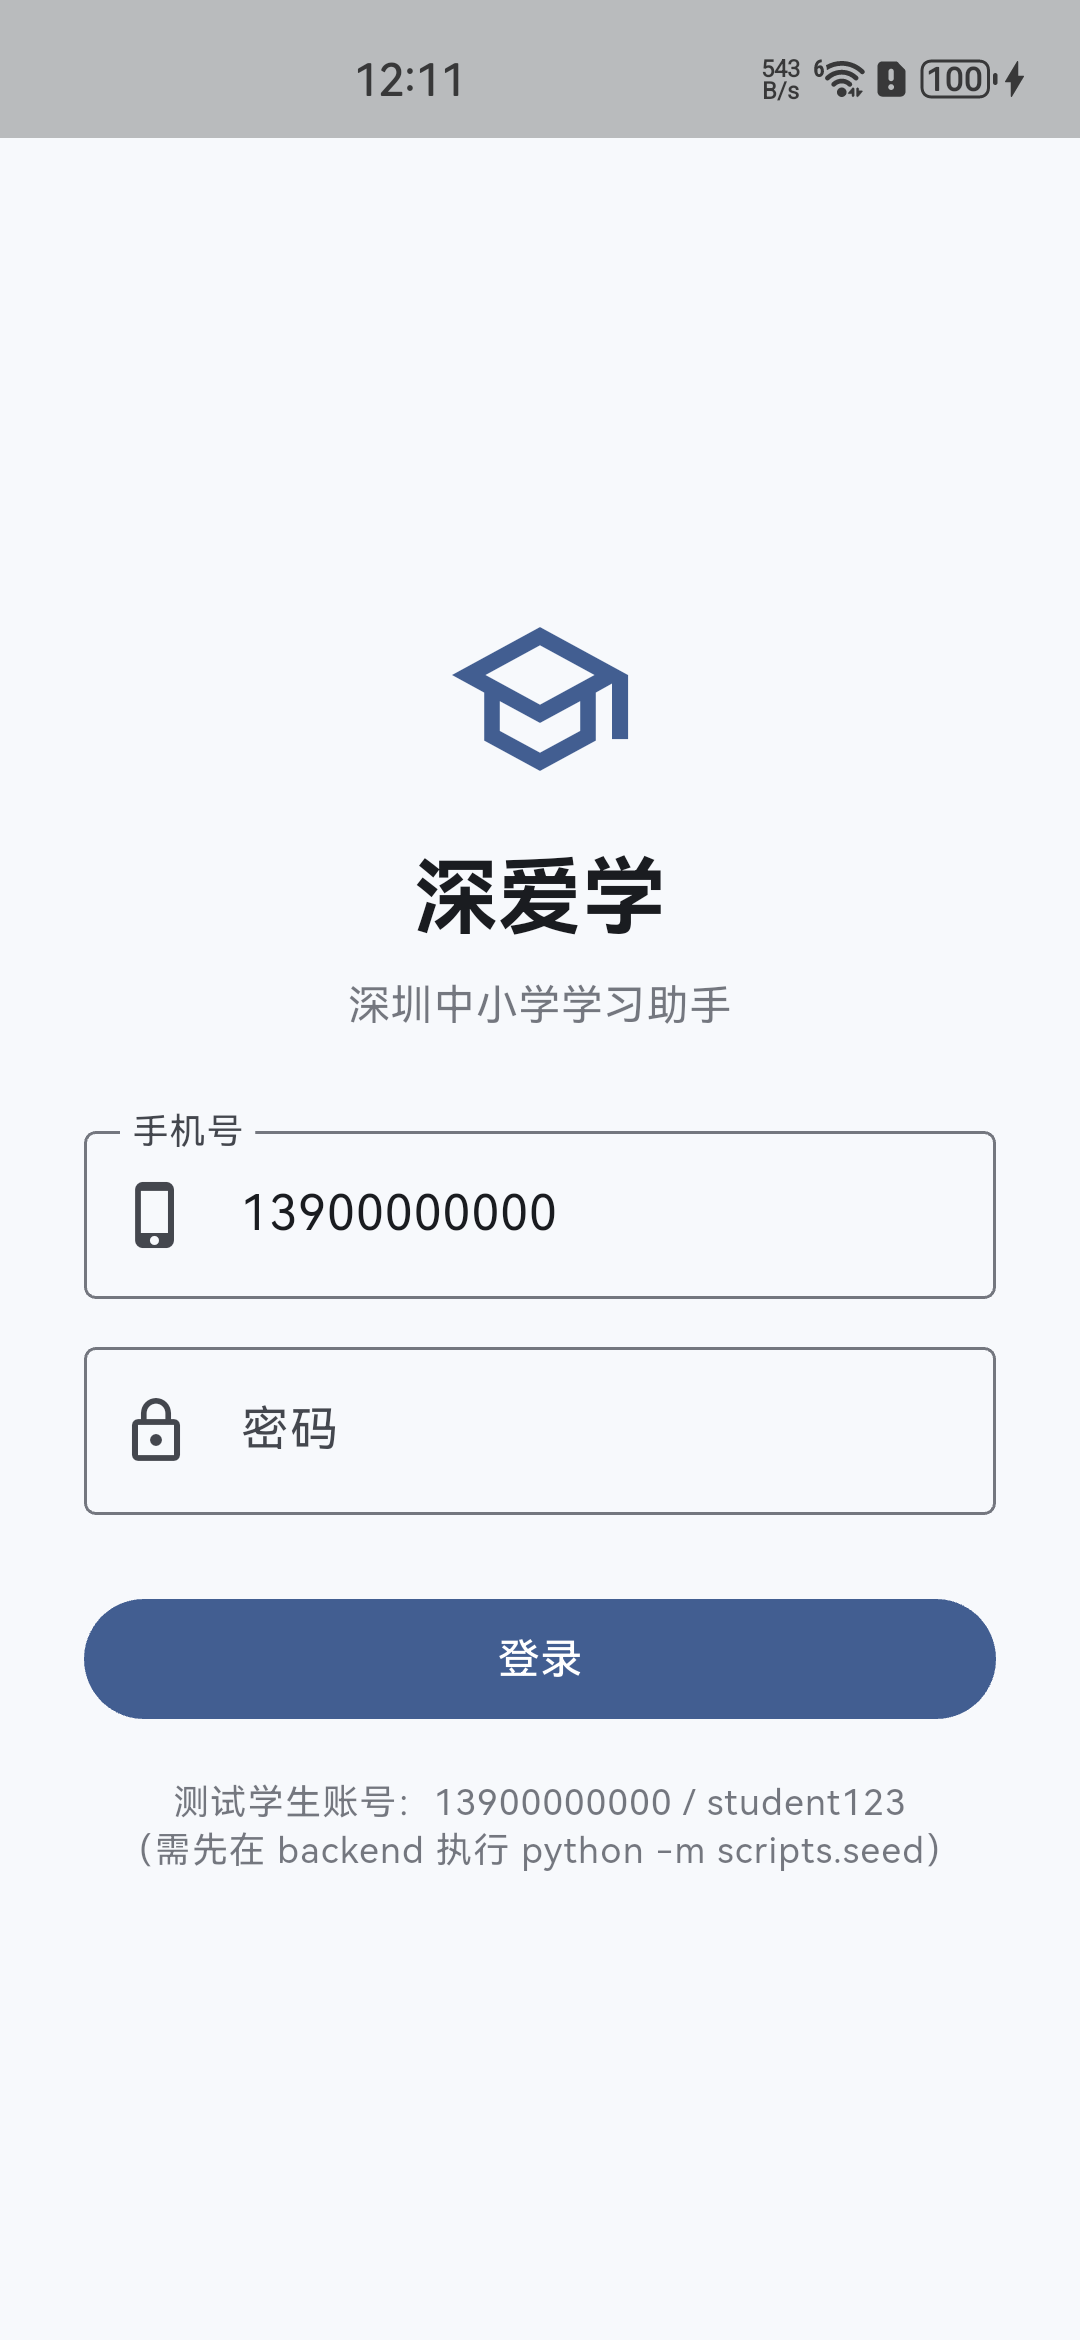 12:11
543
B/s
6
100
深爱学
深圳中小学学习助手
手机号
13900000000
密码
登录
测试学生账号：13900000000 / student123
（需先在 backend 执行 python -m scripts.seed）